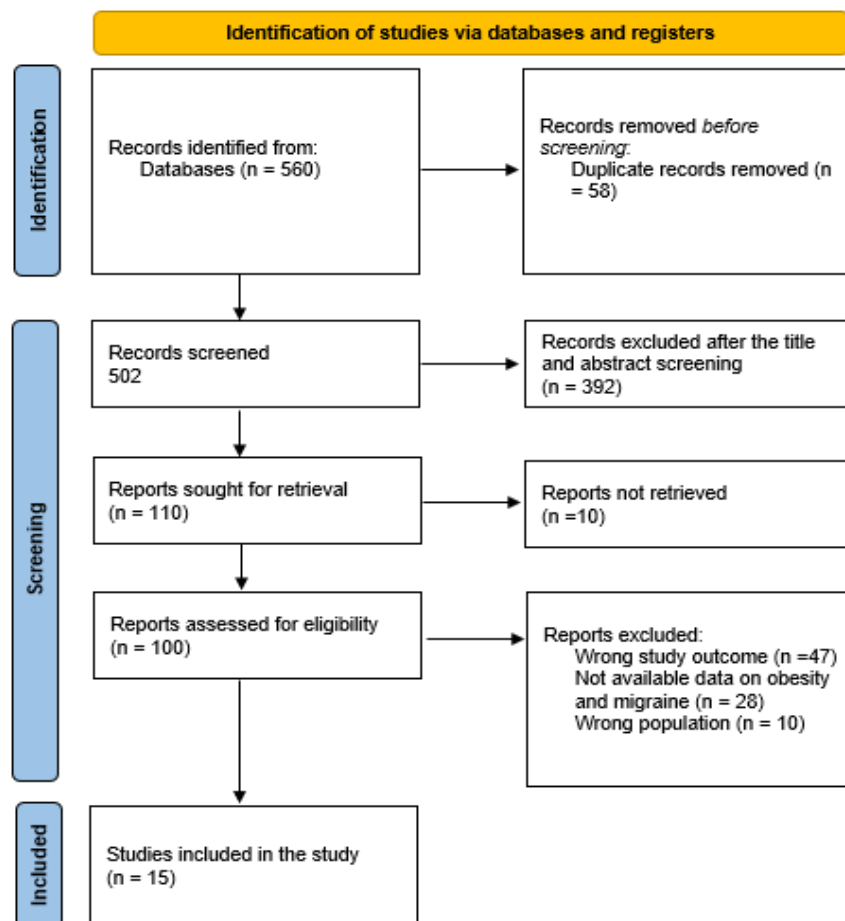 Identification of studies via databases and registers
Identification
Records identified from:
Databases (n = 560)
Records removed before
screening:
Duplicate records removed (n
= 58)
Screening
Records screened
502
Records excluded after the title
and abstract screening
(n = 392)
Reports sought for retrieval
(n = 110)
Reports not retrieved
(n =10)
Reports assessed for eligibility
(n = 100)
Reports excluded:
Wrong study outcome (n =47)
Not available data on obesity
and migraine (n = 28)
Wrong population (n = 10)
Included
Studies included in the study
(n = 15)